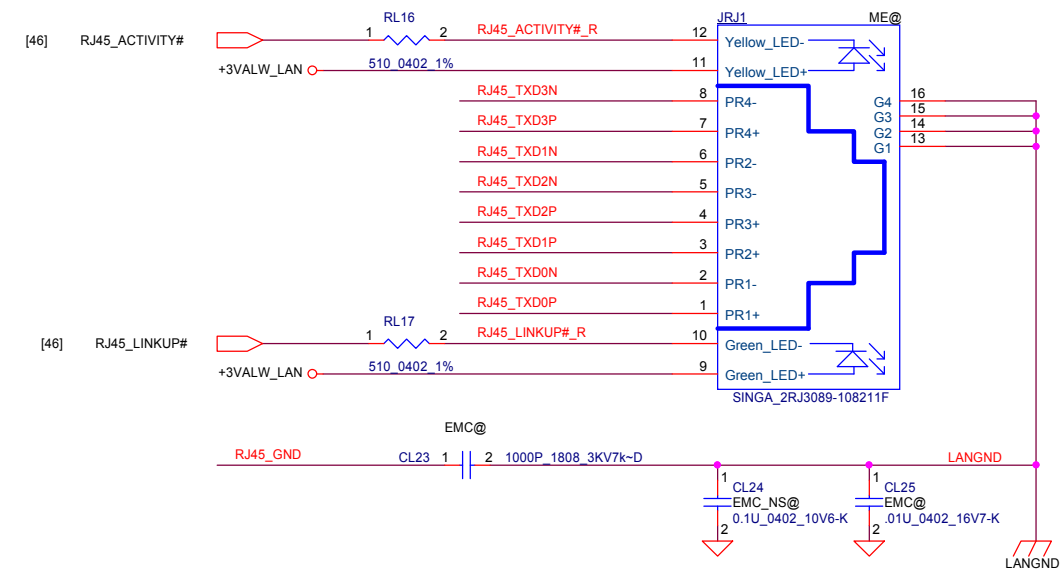 RL16
JRJ1 ME@
[46] RJ45_ACTIVITY# 1 2 RJ45_ACTIVITY#_R 12 Yellow_LED-
+3VALW_LAN 510_0402_1% 11 Yellow_LED+
RJ45_TXD3N 8 PR4- G4 16
RJ45_TXD3P 7 PR4+ G3 15
G2 14
G1 13
RJ45_TXD1N 6 PR2-
RJ45_TXD2N 5 PR3-
RJ45_TXD2P 4 PR3+
RJ45_TXD1P 3 PR2+
RJ45_TXD0N 2 PR1-
RJ45_TXD0P 1 PR1+
RL17
[46] RJ45_LINKUP# 1 2 RJ45_LINKUP#_R 10 Green_LED-
+3VALW_LAN 510_0402_1% 9 Green_LED+
SINGA_2RJ3089-108211F
EMC@
RJ45_GND CL23 1 2 1000P_1808_3KV7k~D LANGND
1 CL24 1 CL25
EMC_NS@ EMC@
0.1U_0402_10V6-K .01U_0402_16V7-K
2 2
LANGND